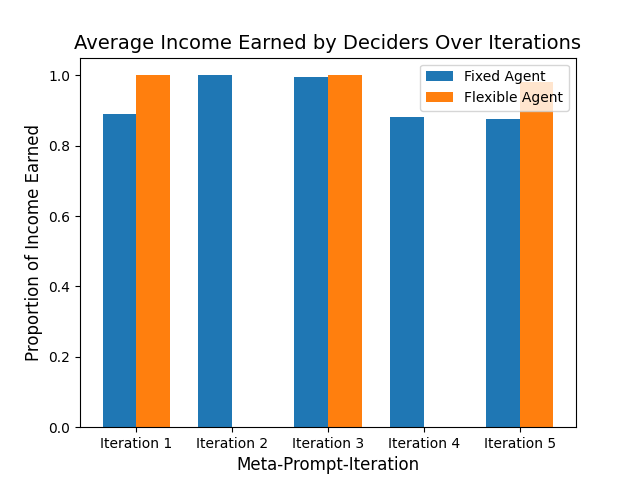 Average Income Earned by Deciders Over Iterations
Fixed Agent
Flexible Agent
Proportion of Income Earned
1.0
0.8
0.6
0.4
0.2
0.0
Iteration 1 Iteration 2 Iteration 3 Iteration 4 Iteration 5
Meta-Prompt-Iteration